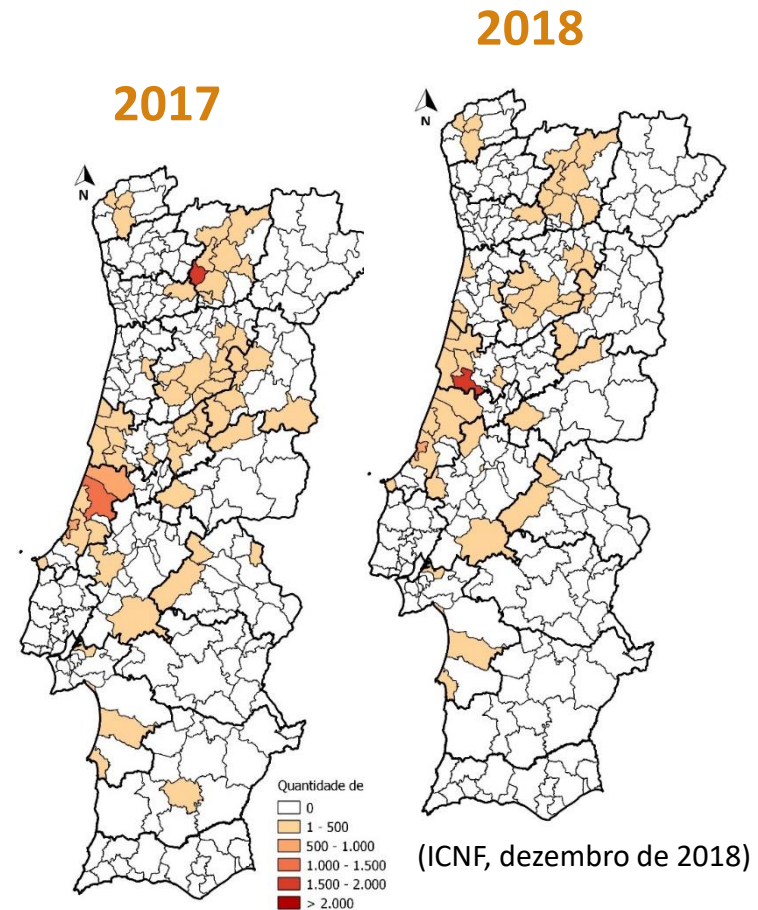 2018
2017
N
N
Quantidade de
0
1 - 500
500 - 1.000
1.000 - 1.500
1.500 - 2.000
> 2.000
(ICNF, dezembro de 2018)